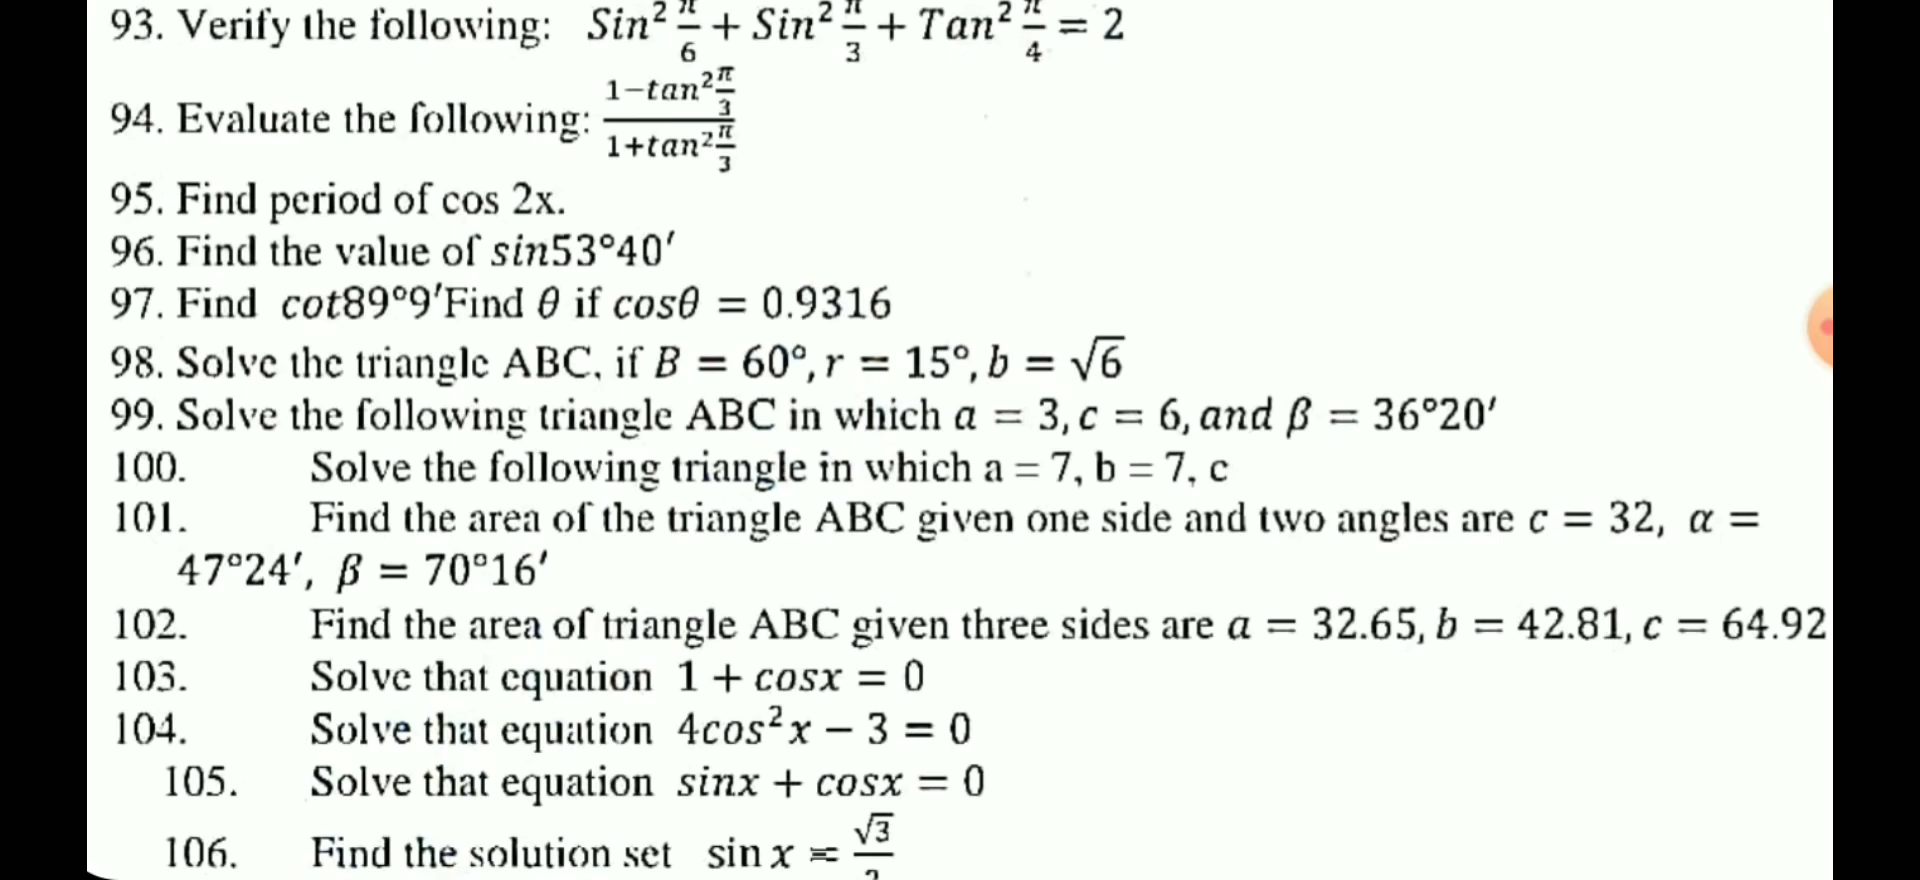 93. Verify the following: Sin² π/6 + Sin² π/3 + Tan² π/4 = 2
94. Evaluate the following: (1−tan² π/3)/(1+tan² π/3)
95. Find period of cos 2x.
96. Find the value of sin53°40′
97. Find cot89°9′Find θ if cosθ = 0.9316
98. Solve the triangle ABC, if B = 60°, r = 15°, b = √6
99. Solve the following triangle ABC in which a = 3, c = 6, and β = 36°20′
100. Solve the following triangle in which a = 7, b = 7, c
101. Find the area of the triangle ABC given one side and two angles are c = 32, α =
47°24′, β = 70°16′
102. Find the area of triangle ABC given three sides are a = 32.65, b = 42.81, c = 64.92
103. Solve that equation 1 + cosx = 0
104. Solve that equation 4cos²x − 3 = 0
105. Solve that equation sinx + cosx = 0
106. Find the solution set sin x = √3/2